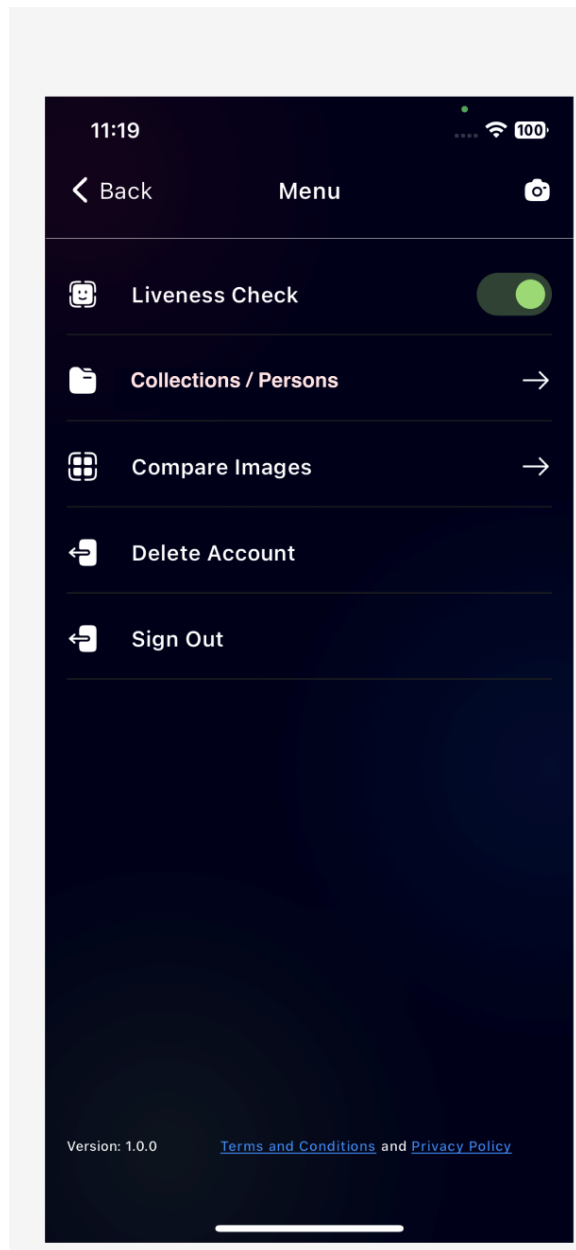 11:19
100
Back
Menu
Liveness Check
Collections / Persons
Compare Images
Delete Account
Sign Out
Version: 1.0.0
Terms and Conditions and Privacy Policy